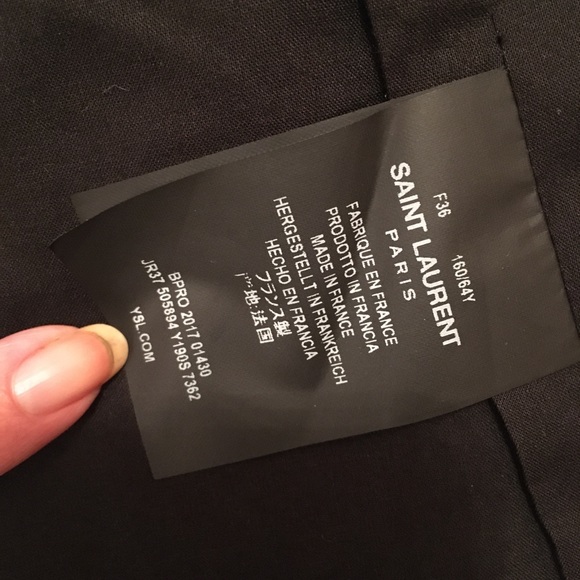 F36 160/64Y
SAINT LAURENT
PARIS
FABRIQUE EN FRANCE
PRODOTTO IN FRANCIA
MADE IN FRANCE
HERGESTELLT IN FRANKREICH
HECHO EN FRANCIA
フランス製
地:法国
BPRO 2017 01430
JR37 505894 Y190S 7362
YSL.COM